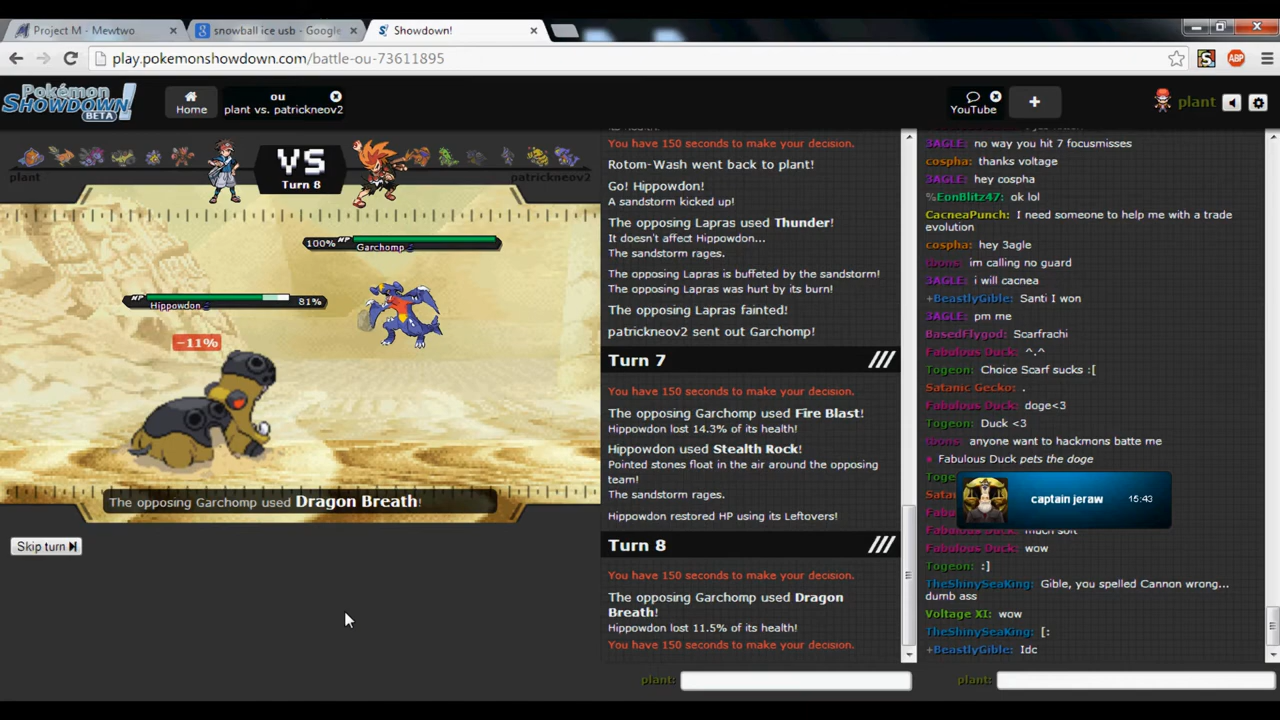 Project M - Mewtwo
snowball ice usb - Google
Showdown!
play.pokemonshowdown.com/battle-ou-73611895
ABP
Pokémon
SHOWDOWN!
BETA
Home
ou
plant vs. patrickneov2
YouTube
plant
plant
VS
Turn 8
patrickneov2
100%
HP
Garchomp
HP
81%
Hippowdon
−11%
The opposing Garchomp used Dragon Breath!
Skip turn
You have 150 seconds to make your decision.
Rotom-Wash went back to plant!
Go! Hippowdon!
A sandstorm kicked up!
The opposing Lapras used Thunder!
It doesn't affect Hippowdon...
The sandstorm rages.
The opposing Lapras is buffeted by the sandstorm!
The opposing Lapras was hurt by its burn!
The opposing Lapras fainted!
patrickneov2 sent out Garchomp!
Turn 7
You have 150 seconds to make your decision.
The opposing Garchomp used Fire Blast!
Hippowdon lost 14.3% of its health!
Hippowdon used Stealth Rock!
Pointed stones float in the air around the opposing
team!
The sandstorm rages.
Hippowdon restored HP using its Leftovers!
Turn 8
You have 150 seconds to make your decision.
The opposing Garchomp used Dragon
Breath!
Hippowdon lost 11.5% of its health!
You have 150 seconds to make your decision.
plant:
3AGLE: no way you hit 7 focusmisses
cospha: thanks voltage
3AGLE: hey cospha
%EonBlitz47: ok lol
CacneaPunch: I need someone to help me with a trade
evolution
cospha: hey 3agle
tbons: im calling no guard
3AGLE: i will cacnea
+BeastlyGible: Santi I won
3AGLE: pm me
BasedFlygod: Scarfrachi
Fabulous Duck: ^.^
Togeon: Choice Scarf sucks :[
Satanic Gecko: .
Fabulous Duck: doge<3
Togeon: Duck <3
tbons: anyone want to hackmons batte me
• Fabulous Duck pets the doge
captain jeraw 15:43
much soft
Fabulous Duck: wow
Togeon: :]
TheShinySeaKing: Gible, you spelled Cannon wrong...
dumb ass
Voltage XI: wow
TheShinySeaKing: [:
+BeastlyGible: Idc
plant: